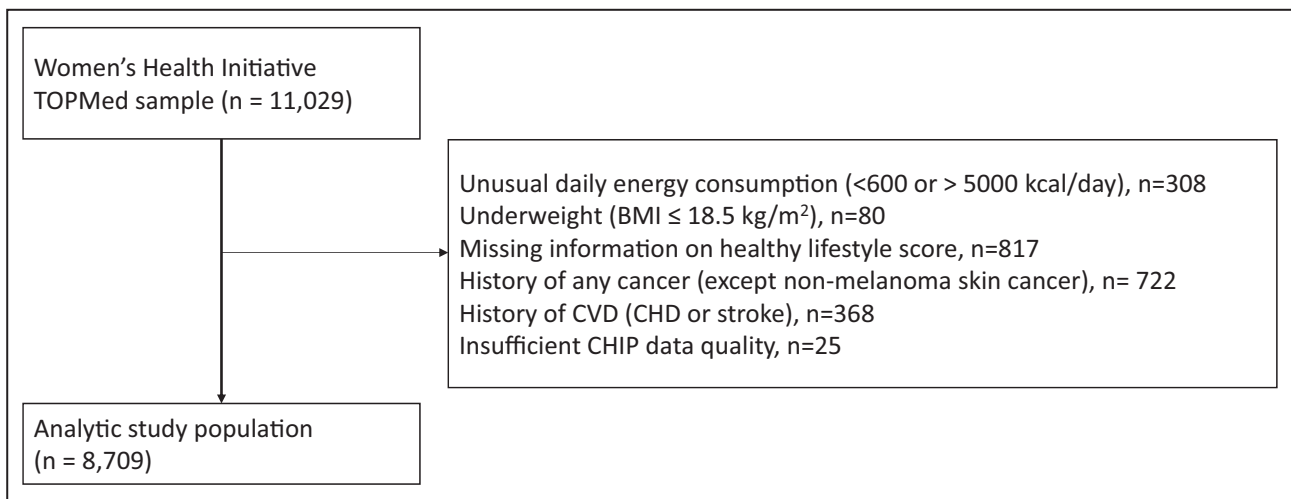 Women's Health Initiative
TOPMed sample (n = 11,029)
Unusual daily energy consumption (<600 or > 5000 kcal/day), n=308
Underweight (BMI ≤ 18.5 kg/m²), n=80
Missing information on healthy lifestyle score, n=817
History of any cancer (except non-melanoma skin cancer), n= 722
History of CVD (CHD or stroke), n=368
Insufficient CHIP data quality, n=25
Analytic study population
(n = 8,709)